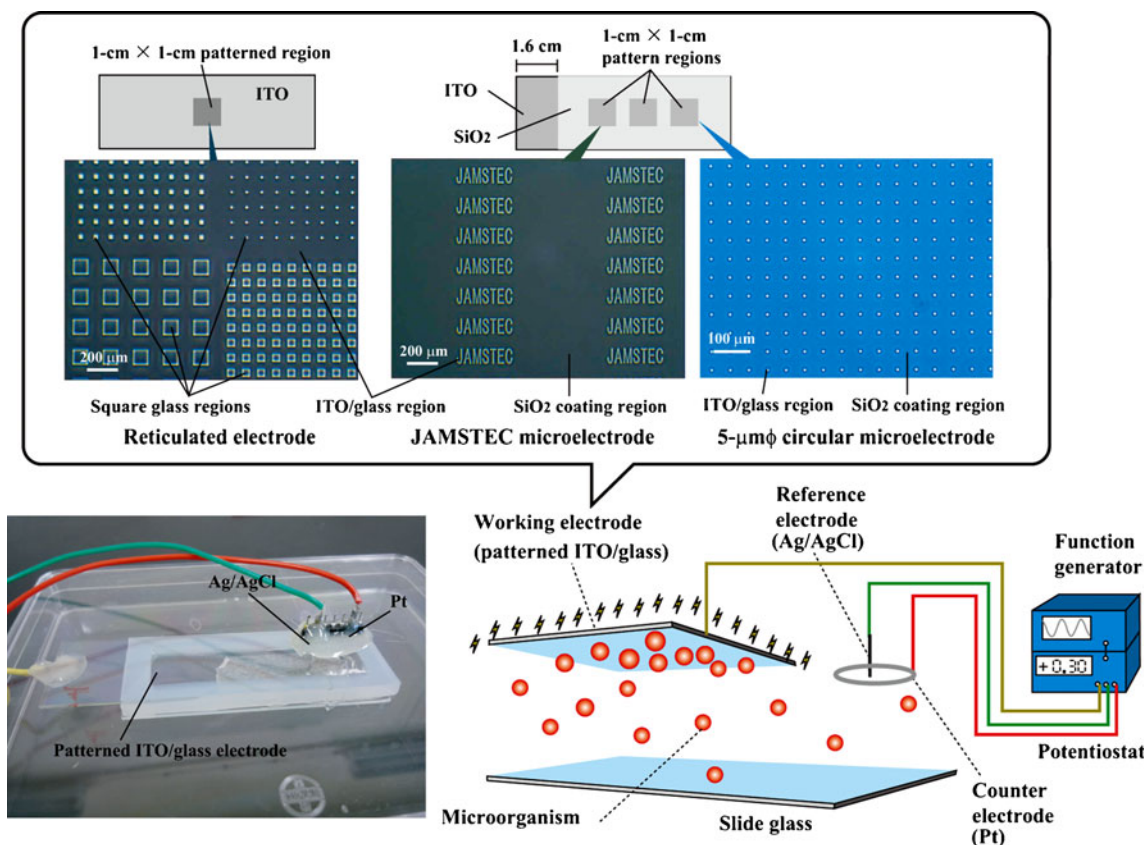 1-cm × 1-cm patterned region
ITO
1.6 cm
1-cm × 1-cm
pattern regions
ITO
SiO2
JAMSTEC JAMSTEC
JAMSTEC JAMSTEC
JAMSTEC JAMSTEC
JAMSTEC JAMSTEC
JAMSTEC JAMSTEC
JAMSTEC JAMSTEC
JAMSTEC JAMSTEC
200 μm
200 μm
100 μm
Square glass regions
ITO/glass region
SiO2 coating region
ITO/glass region
SiO2 coating region
Reticulated electrode
JAMSTEC microelectrode
5-μmϕ circular microelectrode
Ag/AgCl
Pt
Patterned ITO/glass electrode
Working electrode
(patterned ITO/glass)
Reference
electrode
(Ag/AgCl)
Function
generator
+0.30
Potentiostat
Microorganism
Slide glass
Counter
electrode
(Pt)